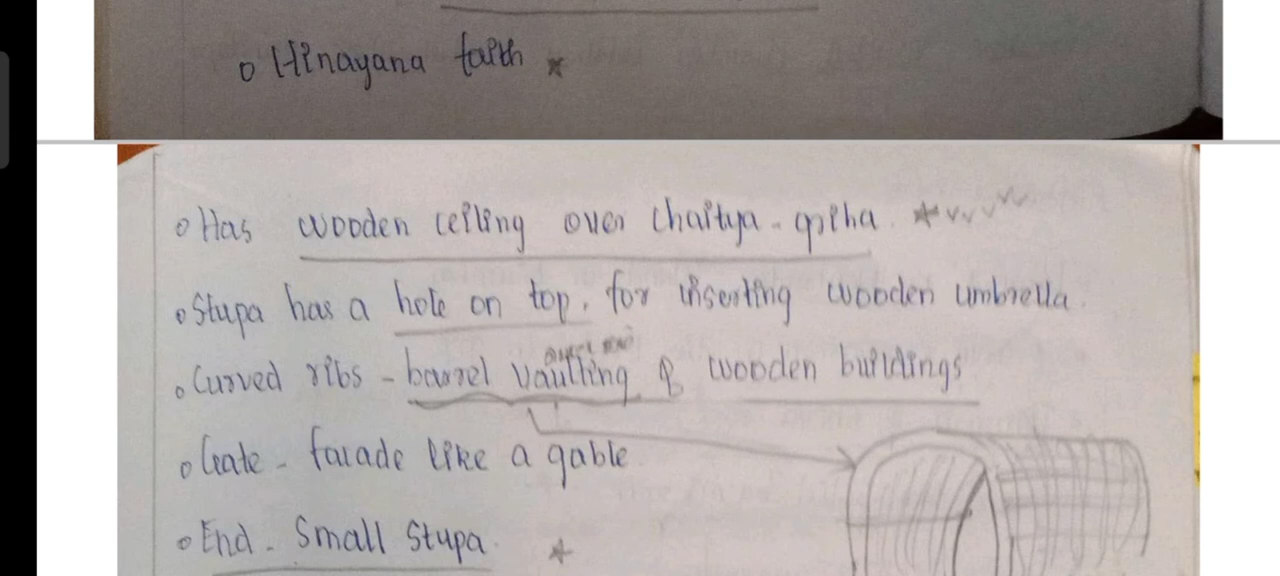 o Hinayana faith
o Has wooden ceiling over Chaitya-griha
o Stupa has a hole on top, for inserting wooden umbrella.
o Curved ribs - barrel vaulting & wooden buildings
o Gate - facade like a gable
o End - Small Stupa